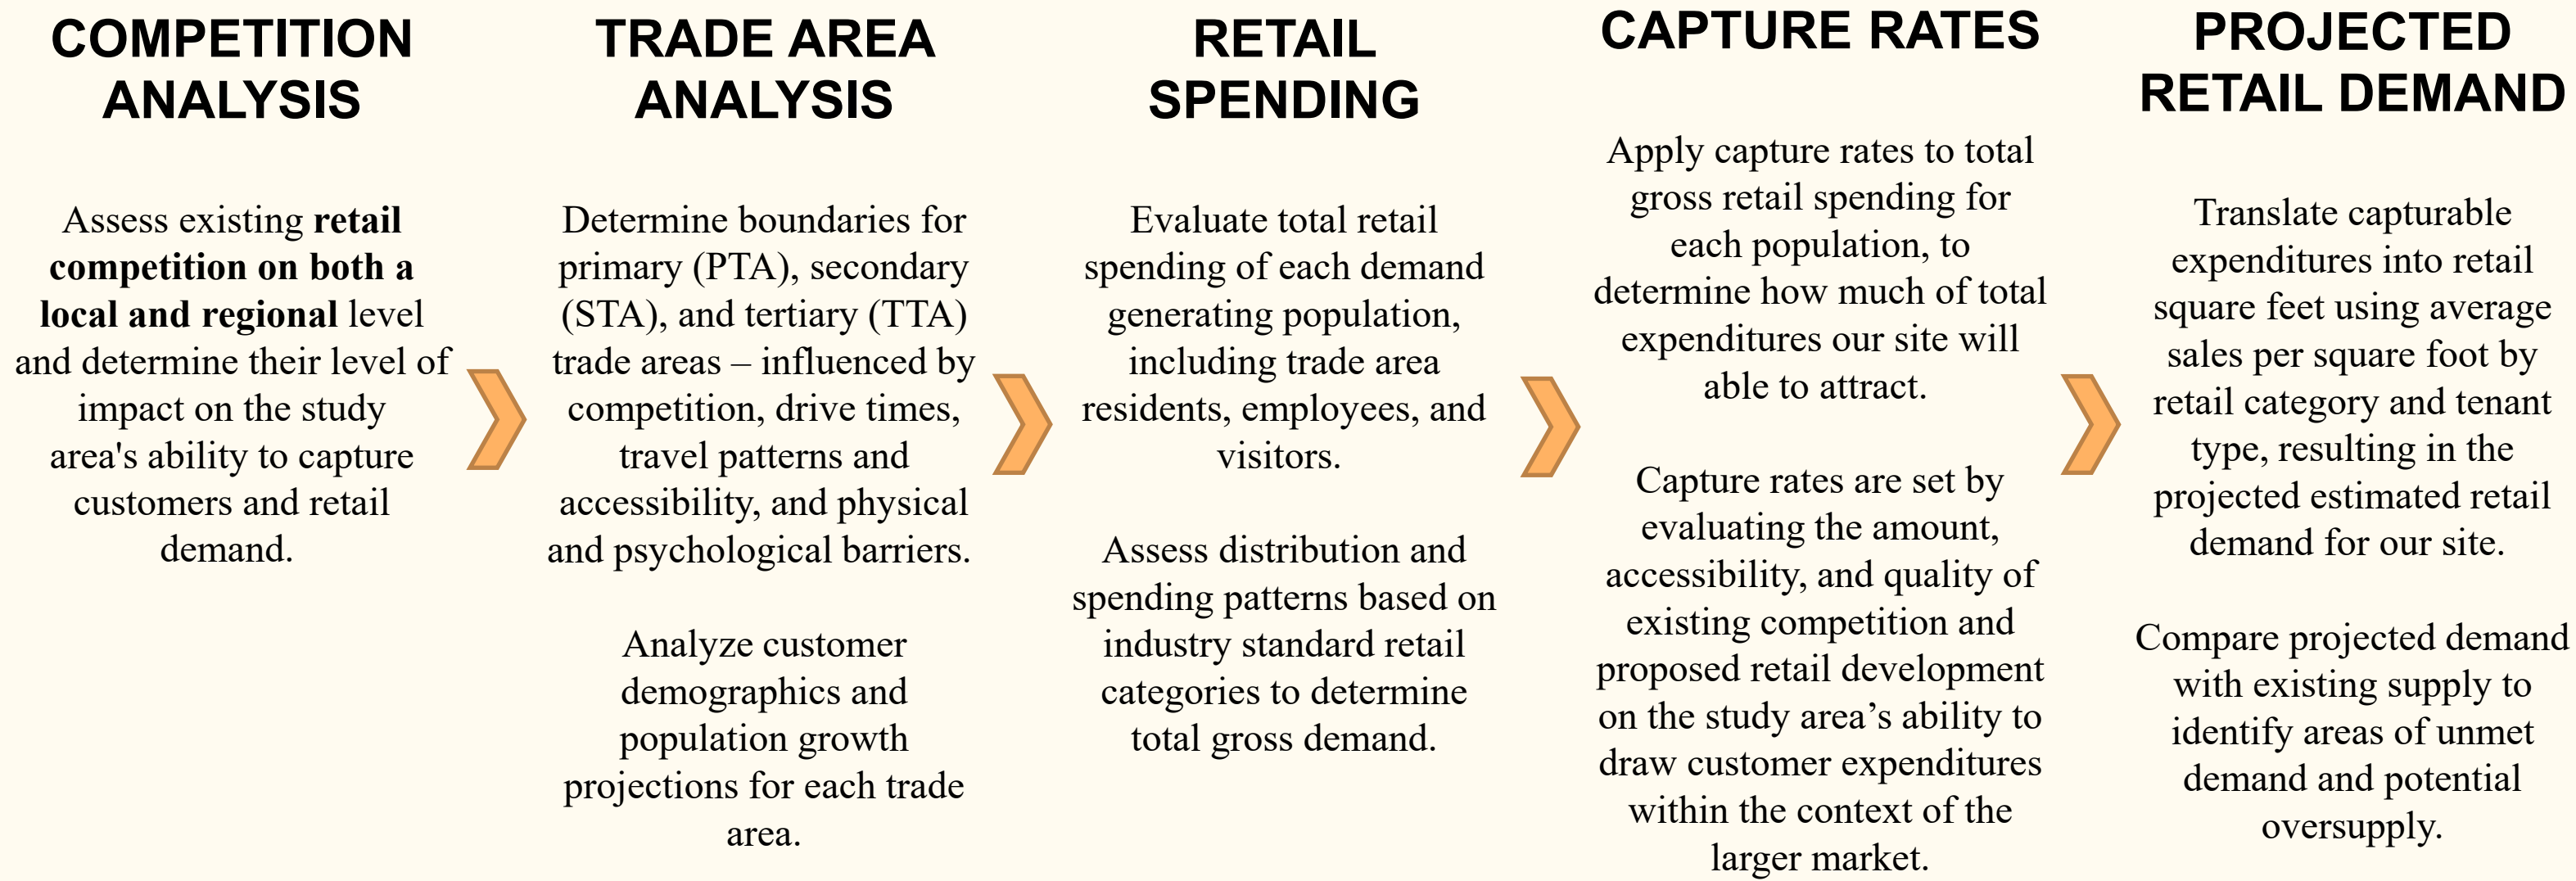 COMPETITION
ANALYSIS
Assess existing retail
competition on both a
local and regional level
and determine their level of
impact on the study
area's ability to capture
customers and retail
demand.
TRADE AREA
ANALYSIS
Determine boundaries for
primary (PTA), secondary
(STA), and tertiary (TTA)
trade areas – influenced by
competition, drive times,
travel patterns and
accessibility, and physical
and psychological barriers.
Analyze customer
demographics and
population growth
projections for each trade
area.
RETAIL
SPENDING
Evaluate total retail
spending of each demand
generating population,
including trade area
residents, employees, and
visitors.
Assess distribution and
spending patterns based on
industry standard retail
categories to determine
total gross demand.
CAPTURE RATES
Apply capture rates to total
gross retail spending for
each population, to
determine how much of total
expenditures our site will
able to attract.
Capture rates are set by
evaluating the amount,
accessibility, and quality of
existing competition and
proposed retail development
on the study area’s ability to
draw customer expenditures
within the context of the
larger market.
PROJECTED
RETAIL DEMAND
Translate capturable
expenditures into retail
square feet using average
sales per square foot by
retail category and tenant
type, resulting in the
projected estimated retail
demand for our site.
Compare projected demand
with existing supply to
identify areas of unmet
demand and potential
oversupply.